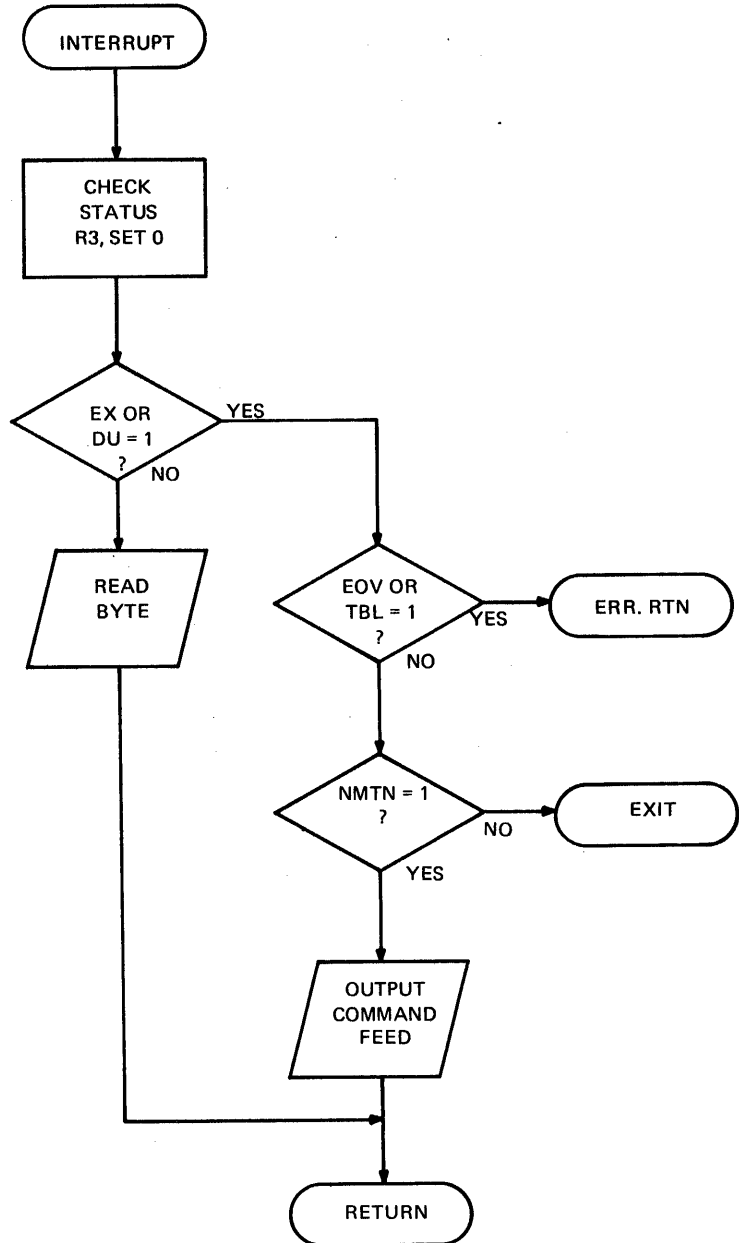 INTERRUPT
CHECK
STATUS
R3, SET 0
EX OR
DU = 1
?
YES
NO
READ
BYTE
EOV OR
TBL = 1
?
YES
NO
ERR. RTN
NMTN = 1
?
NO
YES
EXIT
OUTPUT
COMMAND
FEED
RETURN